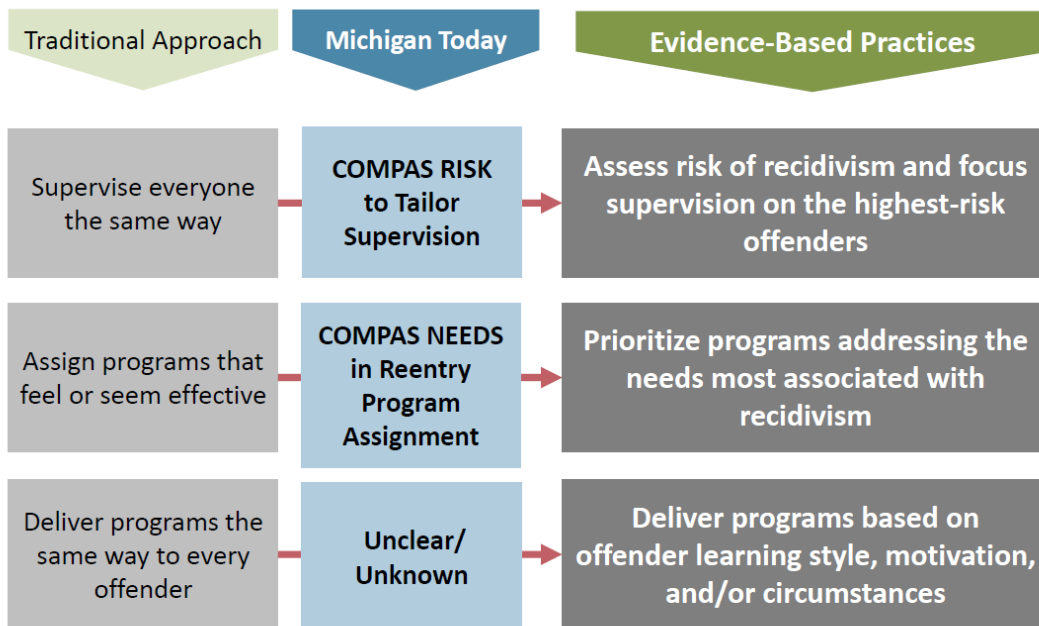 Traditional Approach
Michigan Today
Evidence-Based Practices
Supervise everyone
the same way
COMPAS RISK
to Tailor
Supervision
Assess risk of recidivism and focus
supervision on the highest-risk
offenders
Assign programs that
feel or seem effective
COMPAS NEEDS
in Reentry
Program
Assignment
Prioritize programs addressing the
needs most associated with
recidivism
Deliver programs the
same way to every
offender
Unclear/
Unknown
Deliver programs based on
offender learning style, motivation,
and/or circumstances